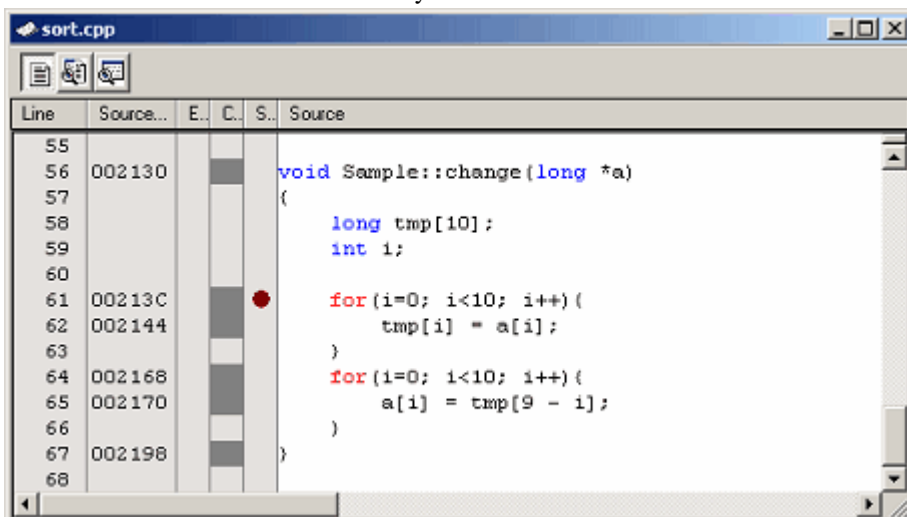 sort.cpp
Line Source... E.. C.. S.. Source
55
56 002130 void Sample::change(long *a)
57 {
58 long tmp[10];
59 int i;
60
61 00213C for(i=0; i<10; i++){
62 002144 tmp[i] = a[i];
63 }
64 002168 for(i=0; i<10; i++){
65 002170 a[i] = tmp[9 - i];
66 }
67 002198 }
68